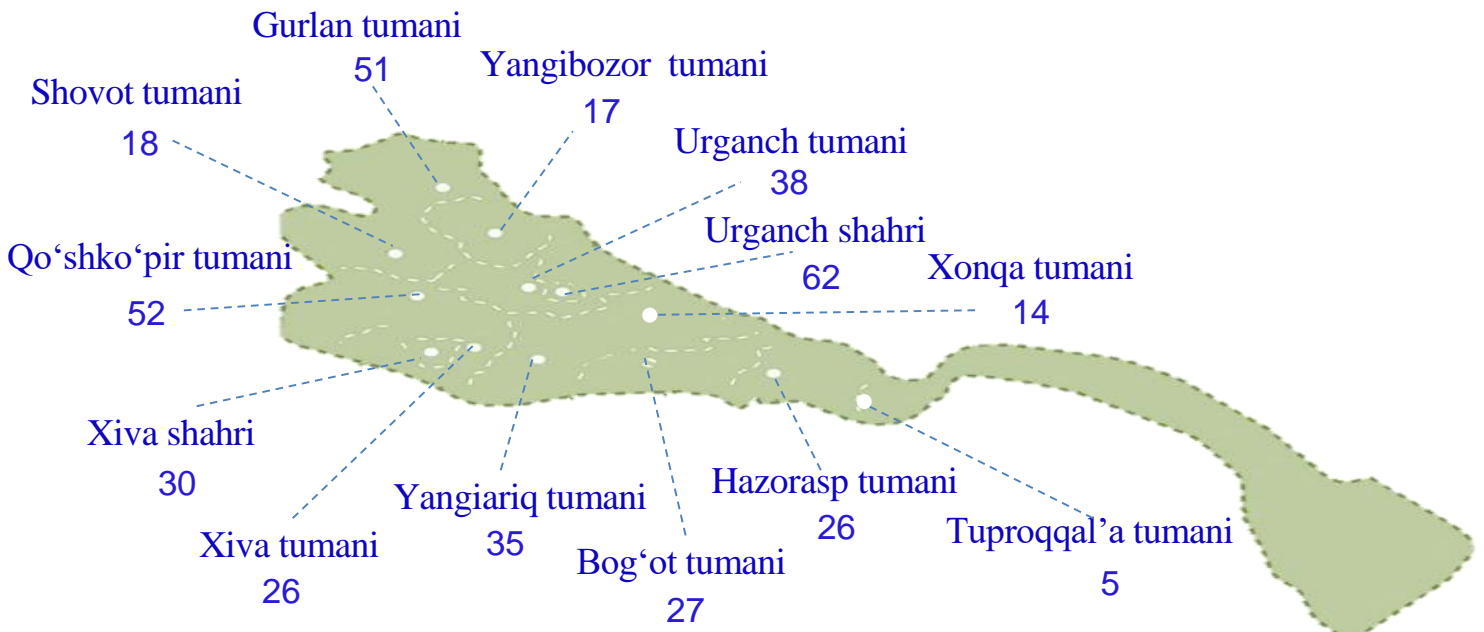 Gurlan tumani
51
Yangibozor tumani
17
Shovot tumani
18
Urganch tumani
38
Urganch shahri
62
Qo‘shko‘pir tumani
52
Xonqa tumani
14
Xiva shahri
30
Xiva tumani
26
Yangiariq tumani
35
Bog‘ot tumani
27
Hazorasp tumani
26
Tuproqqal’a tumani
5